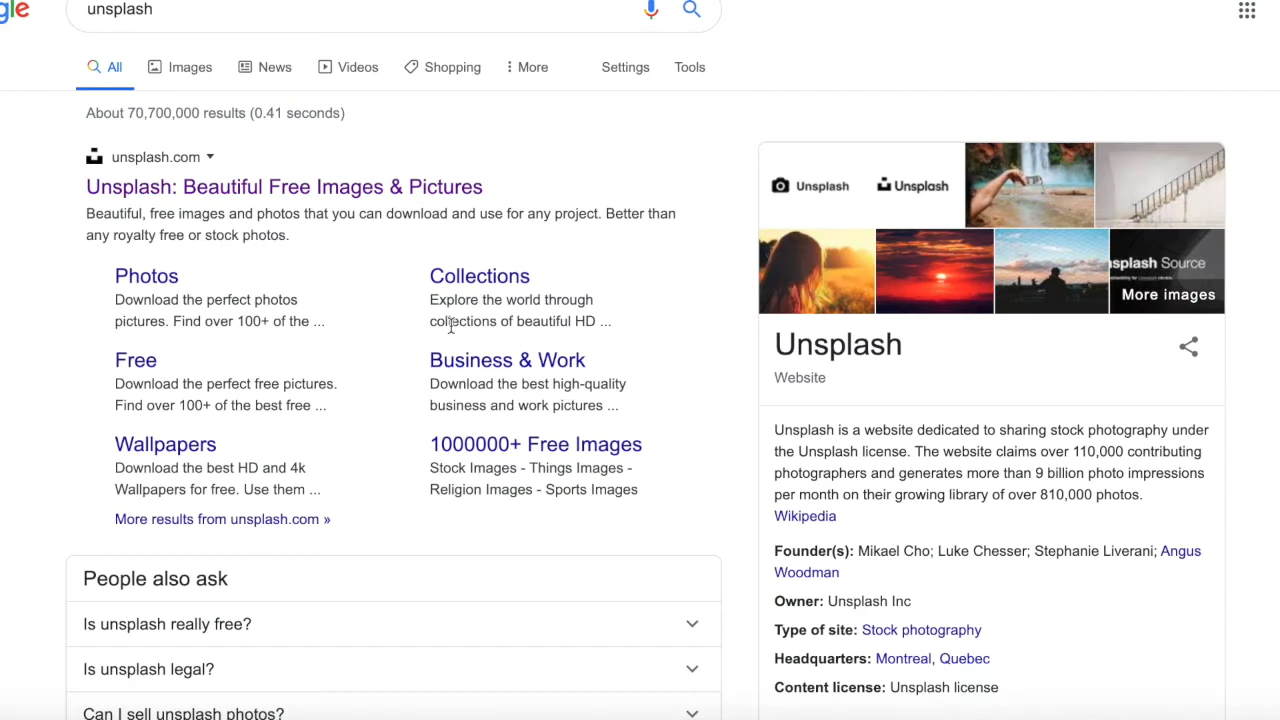 gle
unsplash
All
Images
News
Videos
Shopping
More
Settings
Tools
About 70,700,000 results (0.41 seconds)
unsplash.com
Unsplash: Beautiful Free Images & Pictures
Beautiful, free images and photos that you can download and use for any project. Better than
any royalty free or stock photos.
Photos
Download the perfect photos
pictures. Find over 100+ of the ...
Collections
Explore the world through
collections of beautiful HD ...
Free
Download the perfect free pictures.
Find over 100+ of the best free ...
Business & Work
Download the best high-quality
business and work pictures ...
Wallpapers
Download the best HD and 4k
Wallpapers for free. Use them ...
1000000+ Free Images
Stock Images - Things Images -
Religion Images - Sports Images
More results from unsplash.com »
People also ask
Is unsplash really free?
Is unsplash legal?
Can I sell unsplash photos?
Unsplash
Unsplash
nsplash Source
More images
Unsplash
Website
Unsplash is a website dedicated to sharing stock photography under
the Unsplash license. The website claims over 110,000 contributing
photographers and generates more than 9 billion photo impressions
per month on their growing library of over 810,000 photos.
Wikipedia
Founder(s): Mikael Cho; Luke Chesser; Stephanie Liverani; Angus
Woodman
Owner: Unsplash Inc
Type of site: Stock photography
Headquarters: Montreal, Quebec
Content license: Unsplash license